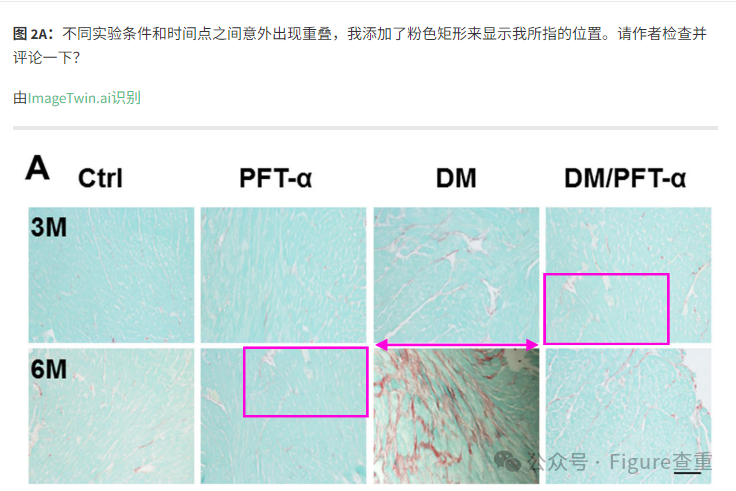 图 2A：不同实验条件和时间点之间意外出现重叠，我添加了粉色矩形来显示我所指的位置。请作者检查并
评论一下？
由ImageTwin.ai识别
A
Ctrl PFT-α DM DM/PFT-α
3M
6M
公众号 · Figure查重